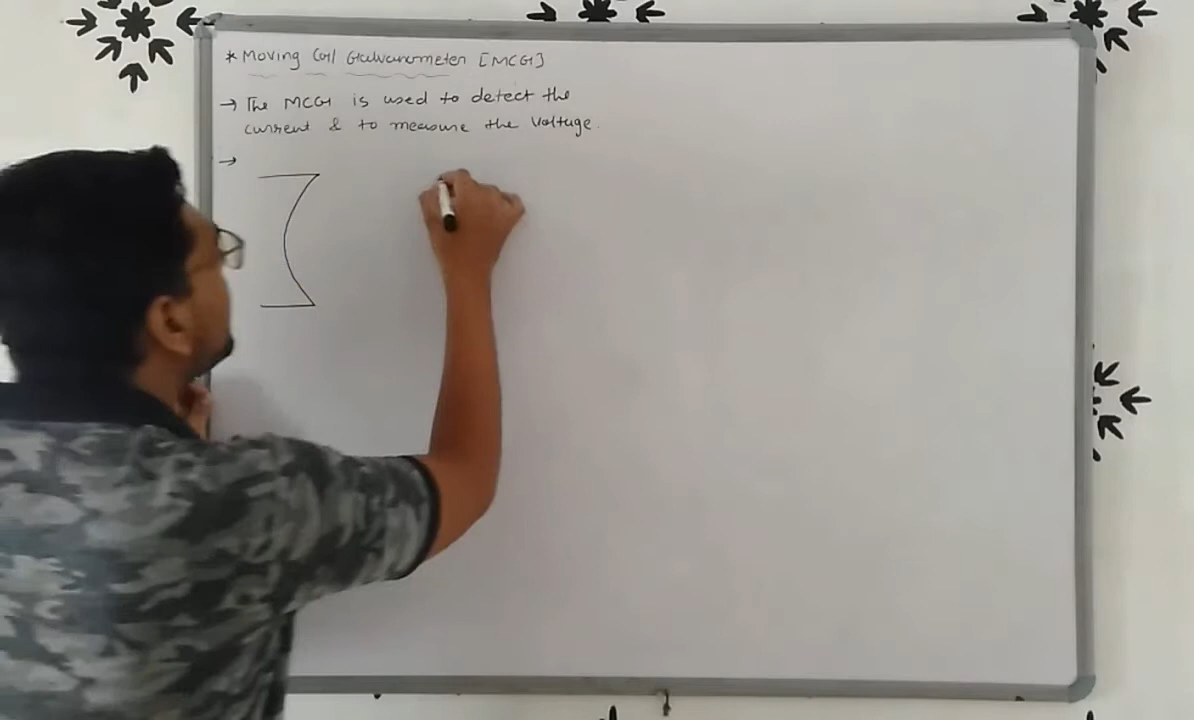 * Moving Coil Galvanometer [MCG]
→ The MCG is used to detect the
current & to measure the Voltage.
→